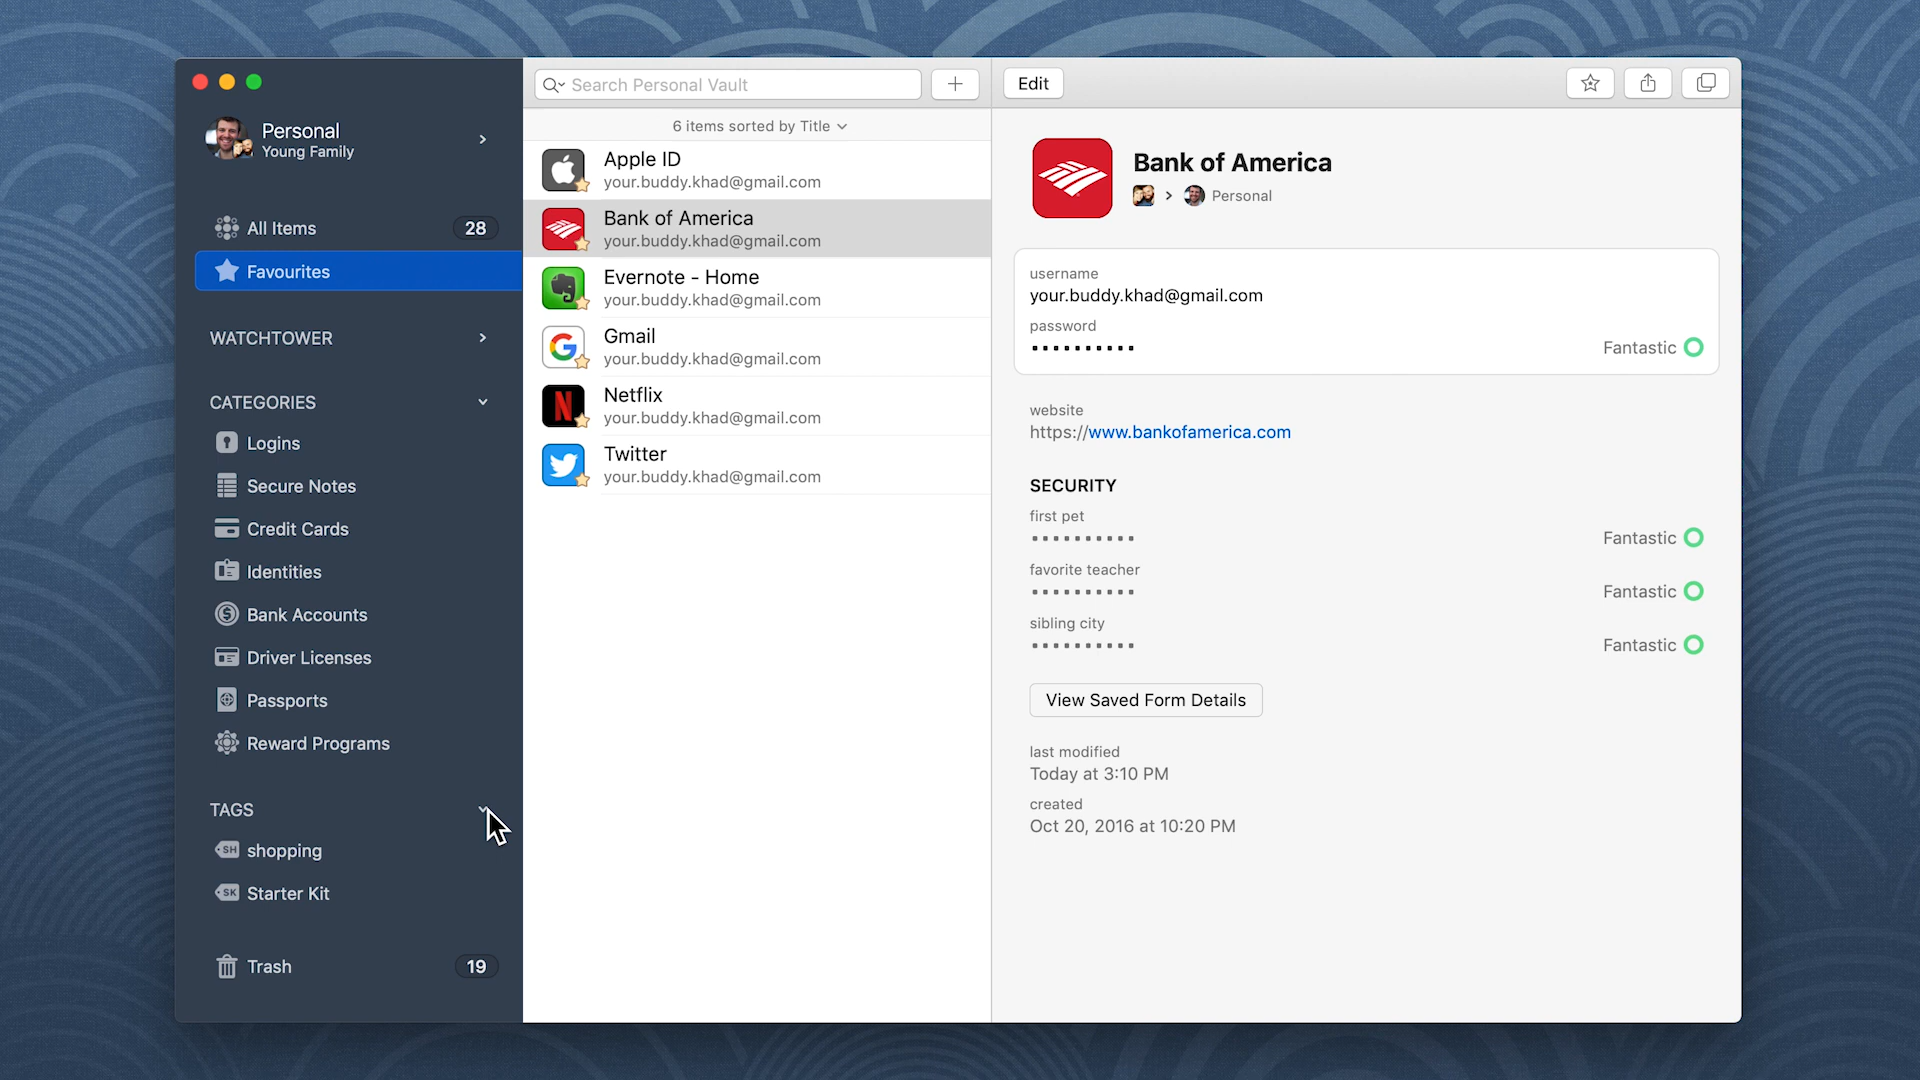 Personal
Young Family
All Items 28
Favourites
WATCHTOWER
CATEGORIES
Logins
Secure Notes
Credit Cards
Identities
Bank Accounts
Driver Licenses
Passports
Reward Programs
TAGS
SH shopping
SK Starter Kit
Trash 19
Search Personal Vault
6 items sorted by Title
Apple ID
your.buddy.khad@gmail.com
Bank of America
your.buddy.khad@gmail.com
Evernote - Home
your.buddy.khad@gmail.com
Gmail
your.buddy.khad@gmail.com
Netflix
your.buddy.khad@gmail.com
Twitter
your.buddy.khad@gmail.com
Edit
Bank of America
Personal
username
your.buddy.khad@gmail.com
password
•••••••••• Fantastic
website
https://www.bankofamerica.com
SECURITY
first pet
•••••••••• Fantastic
favorite teacher
•••••••••• Fantastic
sibling city
•••••••••• Fantastic
View Saved Form Details
last modified
Today at 3:10 PM
created
Oct 20, 2016 at 10:20 PM